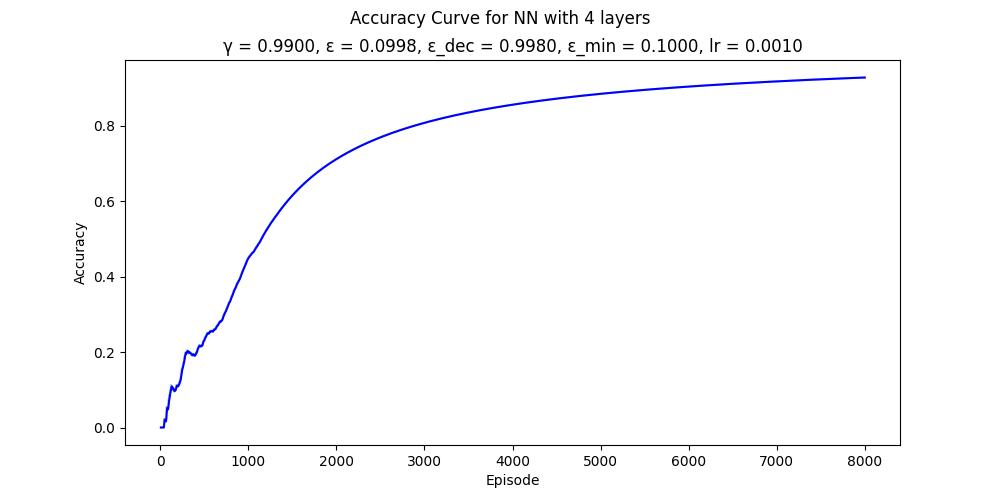 Accuracy Curve for NN with 4 layers
γ = 0.9900, ε = 0.0998, ε_dec = 0.9980, ε_min = 0.1000, lr = 0.0010
0.8
0.6
0.4
0.2
0.0
Accuracy
0 1000 2000 3000 4000 5000 6000 7000 8000
Episode